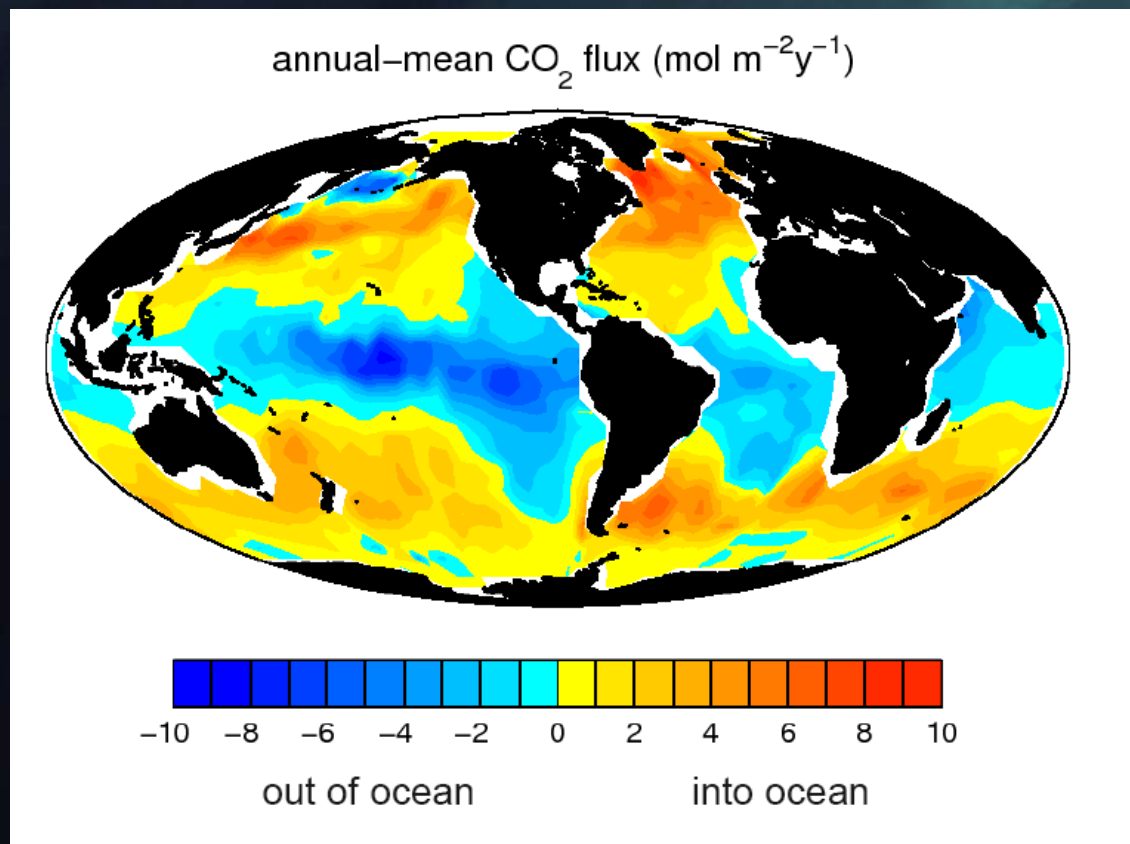 annual−mean CO₂ flux (mol m⁻²y⁻¹)
−10 −8 −6 −4 −2 0 2 4 6 8 10
out of ocean into ocean